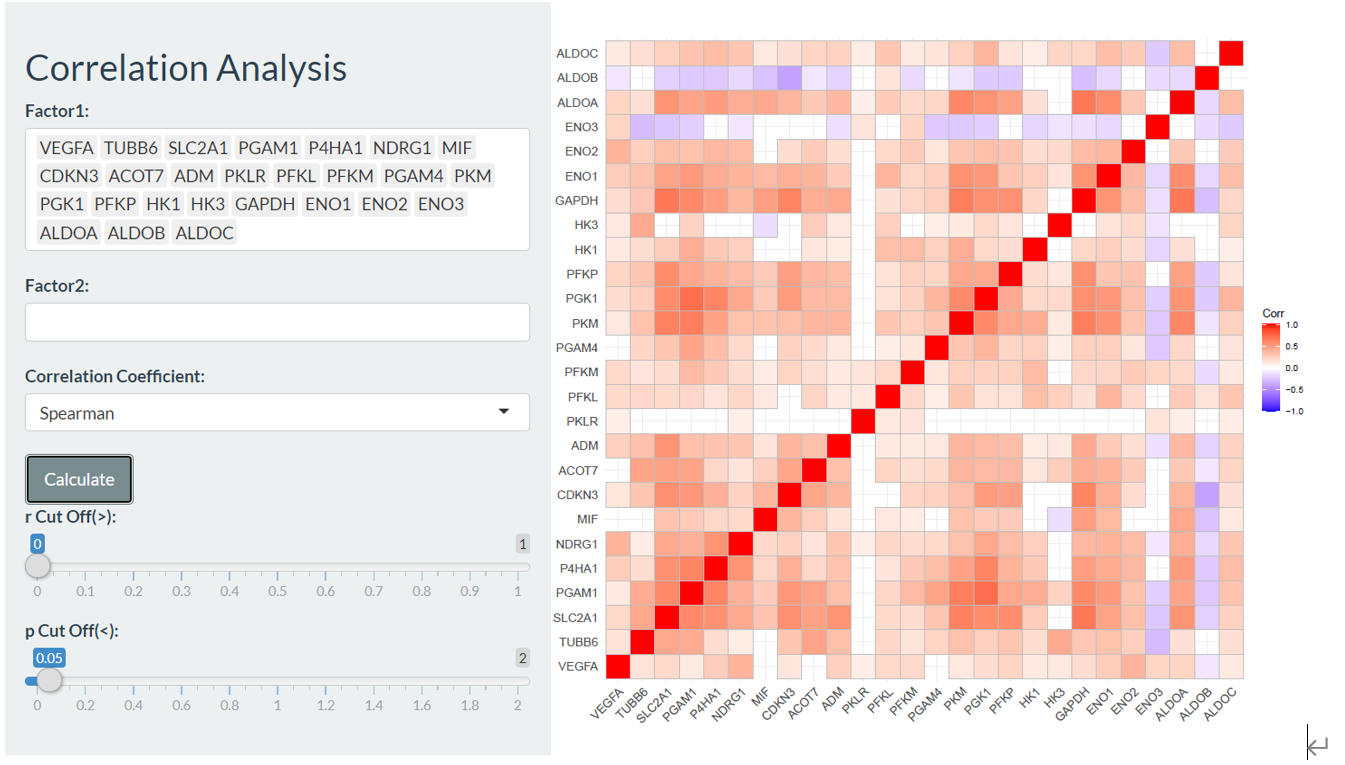 Correlation Analysis
Factor1:
VEGFA TUBB6 SLC2A1 PGAM1 P4HA1 NDRG1 MIF
CDKN3 ACOT7 ADM PKLR PFKL PFKM PGAM4 PKM
PGK1 PFKP HK1 HK3 GAPDH ENO1 ENO2 ENO3
ALDOA ALDOB ALDOC
Factor2:
Correlation Coefficient:
Spearman
Calculate
r Cut Off(>):
0 1
0 0.1 0.2 0.3 0.4 0.5 0.6 0.7 0.8 0.9 1
p Cut Off(<):
0.05 2
0 0.2 0.4 0.6 0.8 1 1.2 1.4 1.6 1.8 2
ALDOC
ALDOB
ALDOA
ENO3
ENO2
ENO1
GAPDH
HK3
HK1
PFKP
PGK1
PKM
PGAM4
PFKM
PFKL
PKLR
ADM
ACOT7
CDKN3
MIF
NDRG1
P4HA1
PGAM1
SLC2A1
TUBB6
VEGFA
VEGFA TUBB6 SLC2A1 PGAM1 P4HA1 NDRG1 MIF CDKN3 ACOT7 ADM PKLR PFKL PFKM PGAM4 PKM PGK1 PFKP HK1 HK3 GAPDH ENO1 ENO2 ENO3 ALDOA ALDOB ALDOC
Corr
1.0
0.5
0.0
−0.5
−1.0